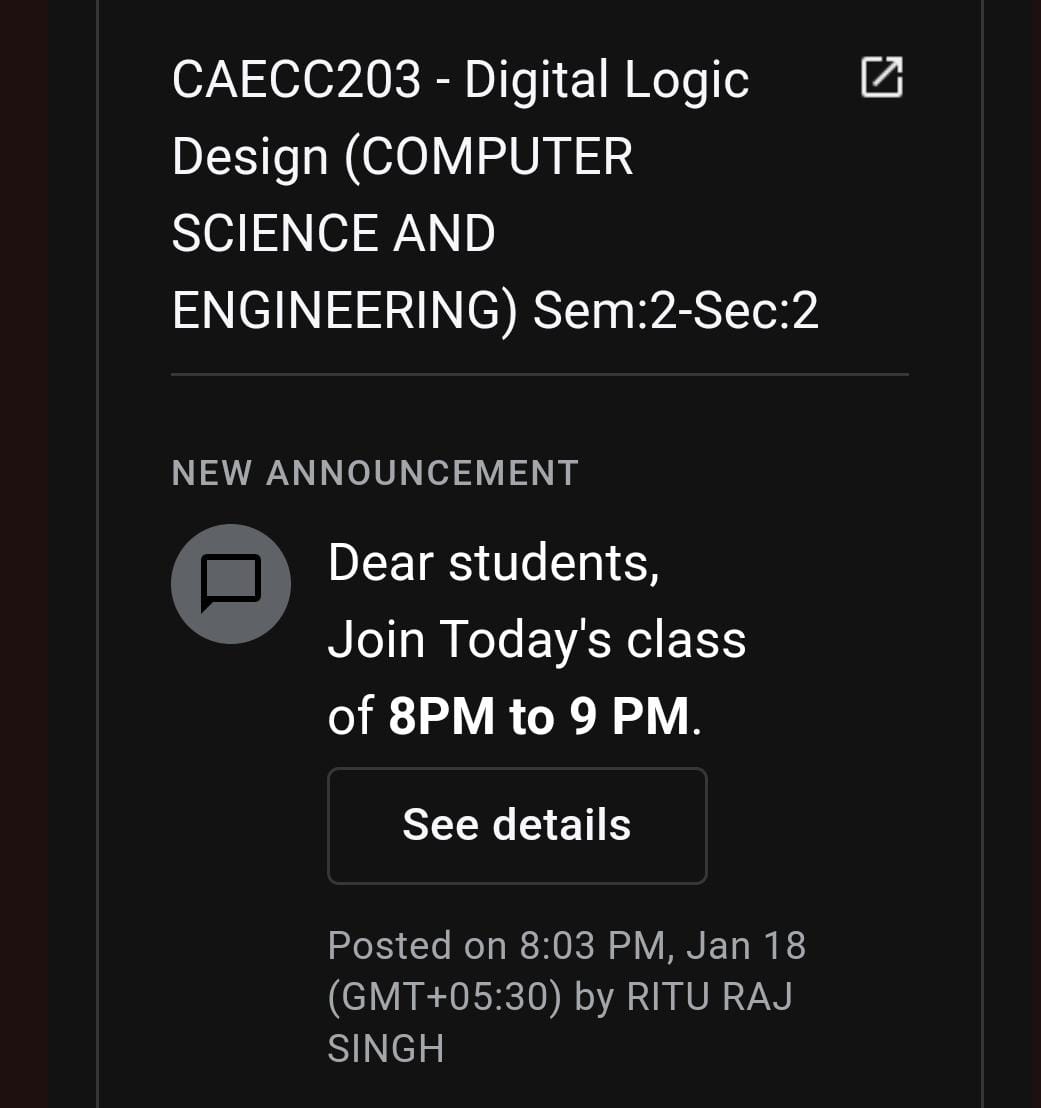 CAECC203 - Digital Logic
Design (COMPUTER
SCIENCE AND
ENGINEERING) Sem:2-Sec:2
NEW ANNOUNCEMENT
Dear students,
Join Today's class
of 8PM to 9 PM.
See details
Posted on 8:03 PM, Jan 18
(GMT+05:30) by RITU RAJ
SINGH